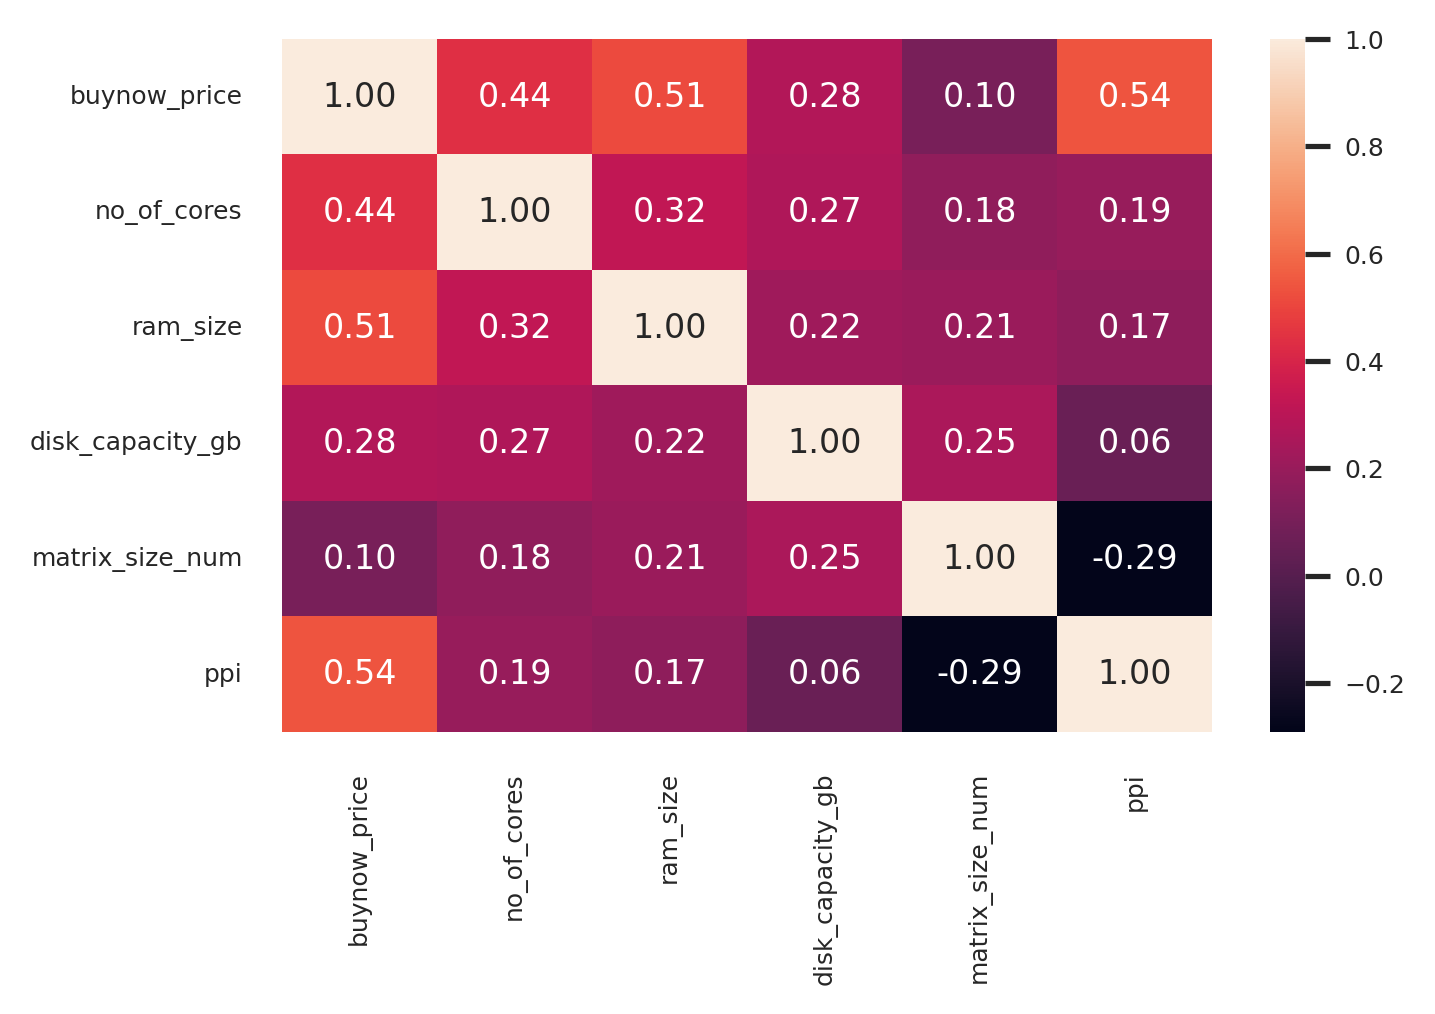 buynow_price 1.00 0.44 0.51 0.28 0.10 0.54
no_of_cores 0.44 1.00 0.32 0.27 0.18 0.19
ram_size 0.51 0.32 1.00 0.22 0.21 0.17
disk_capacity_gb 0.28 0.27 0.22 1.00 0.25 0.06
matrix_size_num 0.10 0.18 0.21 0.25 1.00 -0.29
ppi 0.54 0.19 0.17 0.06 -0.29 1.00
buynow_price
no_of_cores
ram_size
disk_capacity_gb
matrix_size_num
ppi
1.0
0.8
0.6
0.4
0.2
0.0
−0.2